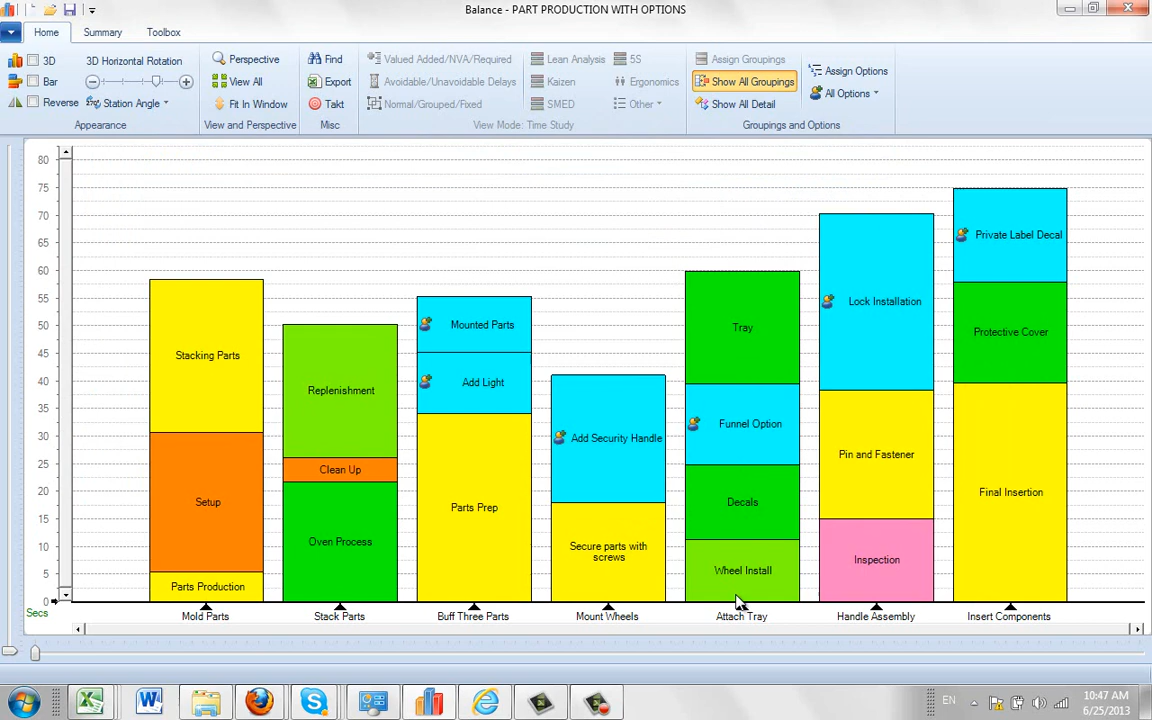 Balance - PART PRODUCTION WITH OPTIONS
Home Summary Toolbox
3D 3D Horizontal Rotation
Bar
Reverse Station Angle
Appearance
Perspective
View All
Fit In Window
View and Perspective
Find
Export
Takt
Misc
Valued Added/NVA/Required Lean Analysis 5S
Avoidable/Unavoidable Delays Kaizen Ergonomics
Normal/Grouped/Fixed SMED Other
View Mode: Time Study
Assign Groupings Assign Options
Show All Groupings All Options
Show All Detail
Groupings and Options
80
75
70
65
60
55
50
45
40
35
30
25
20
15
10
5
0
Secs
Stacking Parts
Setup
Parts Production
Mold Parts
Replenishment
Clean Up
Oven Process
Stack Parts
Mounted Parts
Add Light
Parts Prep
Buff Three Parts
Add Security Handle
Secure parts with
screws
Mount Wheels
Tray
Funnel Option
Decals
Wheel Install
Attach Tray
Lock Installation
Pin and Fastener
Inspection
Handle Assembly
Private Label Decal
Protective Cover
Final Insertion
Insert Components
EN
10:47 AM
6/25/2013